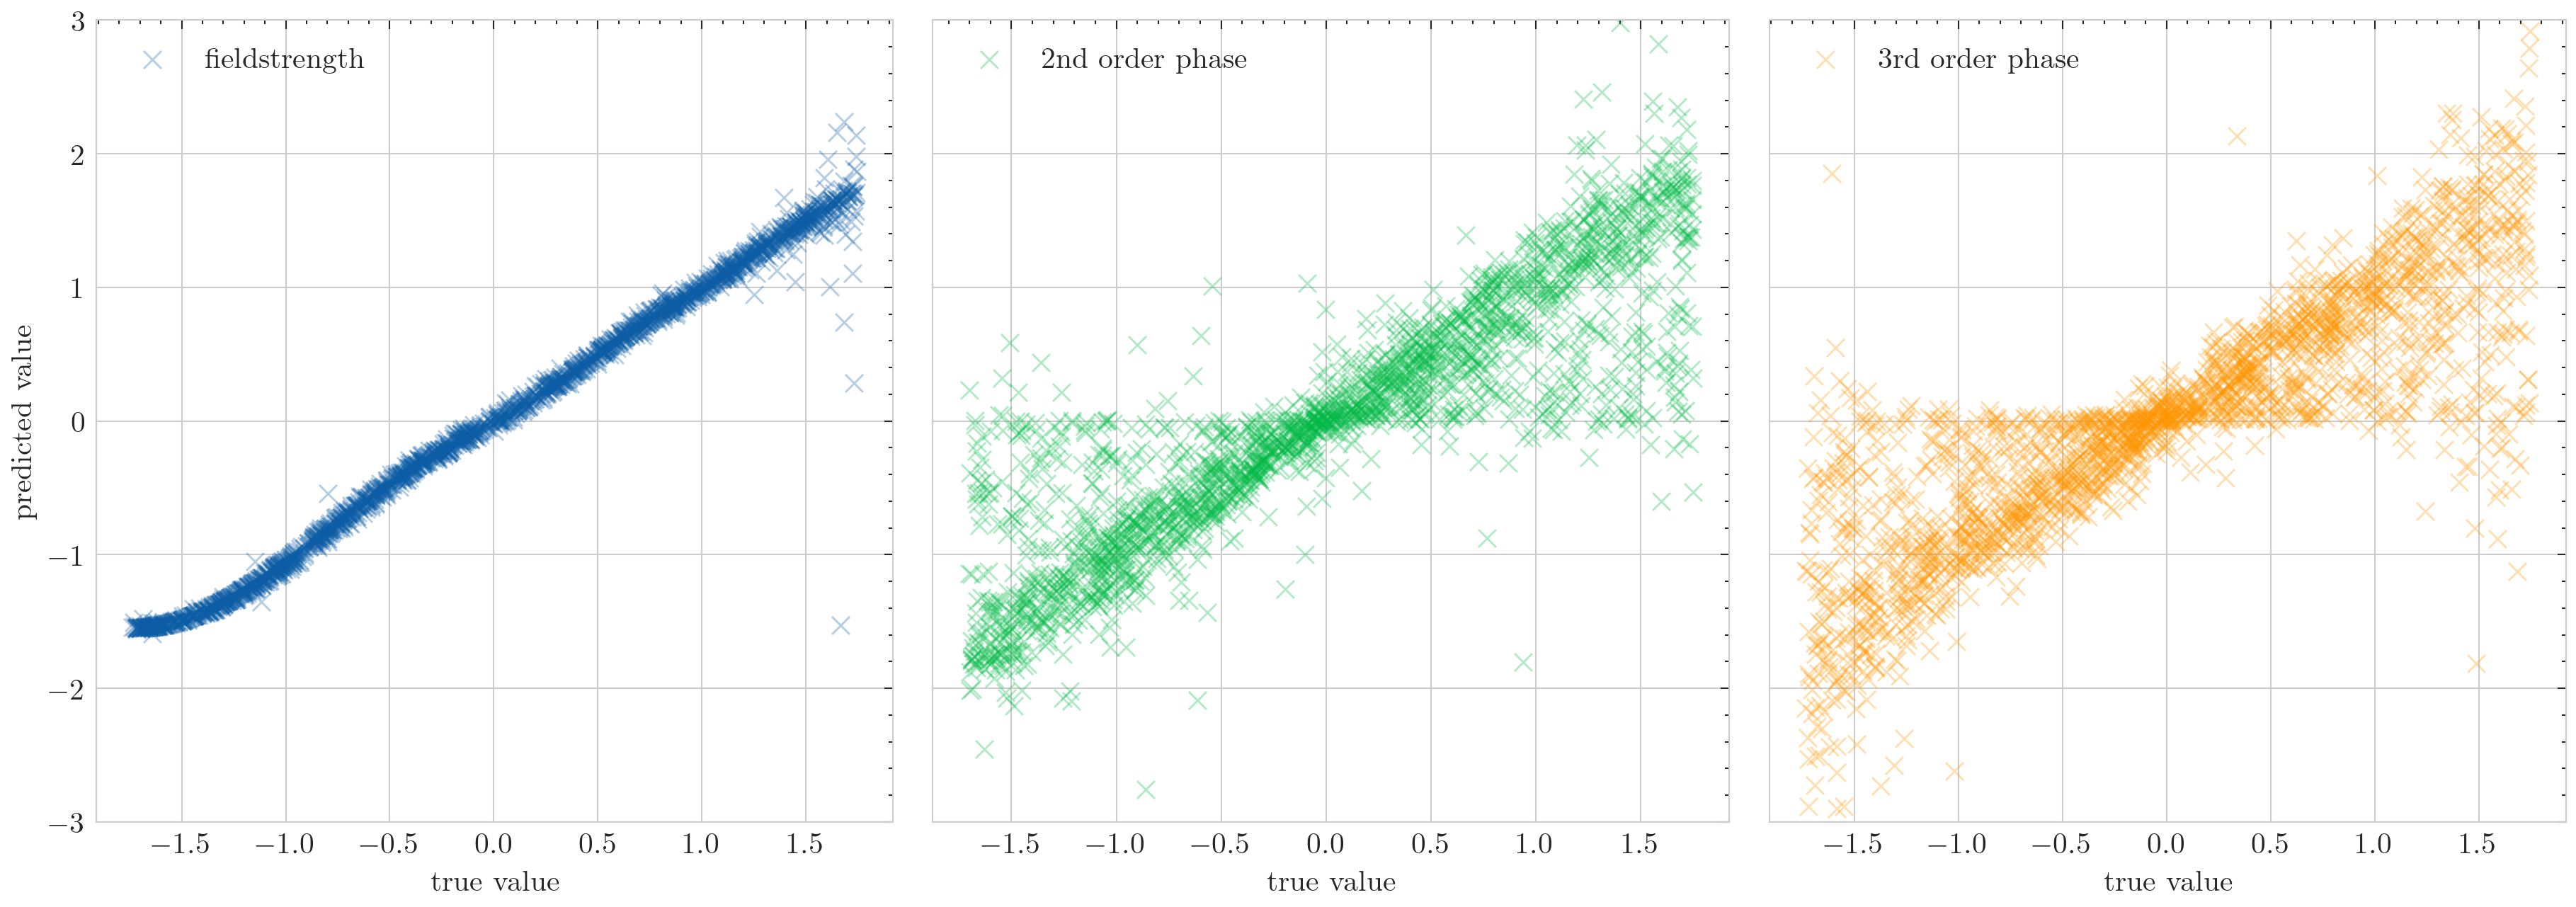 fieldstrength
2nd order phase
3rd order phase
3
2
1
0
−1
−2
−3
predicted value
−1.5 −1.0 −0.5 0.0 0.5 1.0 1.5
−1.5 −1.0 −0.5 0.0 0.5 1.0 1.5
−1.5 −1.0 −0.5 0.0 0.5 1.0 1.5
true value
true value
true value